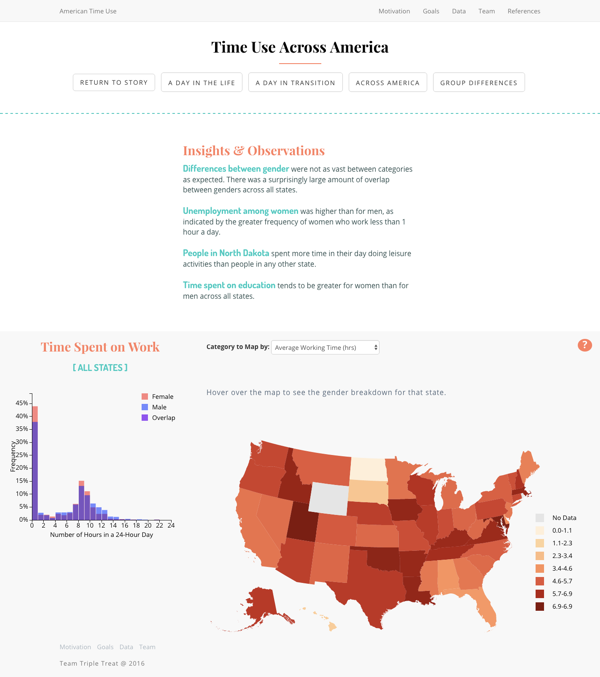 American Time Use
Motivation Goals Data Team References
Time Use Across America
RETURN TO STORY A DAY IN THE LIFE A DAY IN TRANSITION ACROSS AMERICA GROUP DIFFERENCES
Insights & Observations
Differences between gender were not as vast between categories
as expected. There was a surprisingly large amount of overlap
between genders across all states.
Unemployment among women was higher than for men, as
indicated by the greater frequency of women who work less than 1
hour a day.
People in North Dakota spent more time in their day doing leisure
activities than people in any other state.
Time spent on education tends to be greater for women than for
men across all states.
Time Spent on Work
[ ALL STATES ]
Female
Male
Overlap
45%
40%
35%
30%
25%
20%
15%
10%
5%
0%
Frequency
0 2 4 6 8 10 12 14 16 18 20 22 24
Number of Hours in a 24-Hour Day
Category to Map by: Average Working Time (hrs)
?
Hover over the map to see the gender breakdown for that state.
No Data
0.0-1.1
1.1-2.3
2.3-3.4
3.4-4.6
4.6-5.7
5.7-6.9
6.9-6.9
Motivation Goals Data Team
Team Triple Treat @ 2016